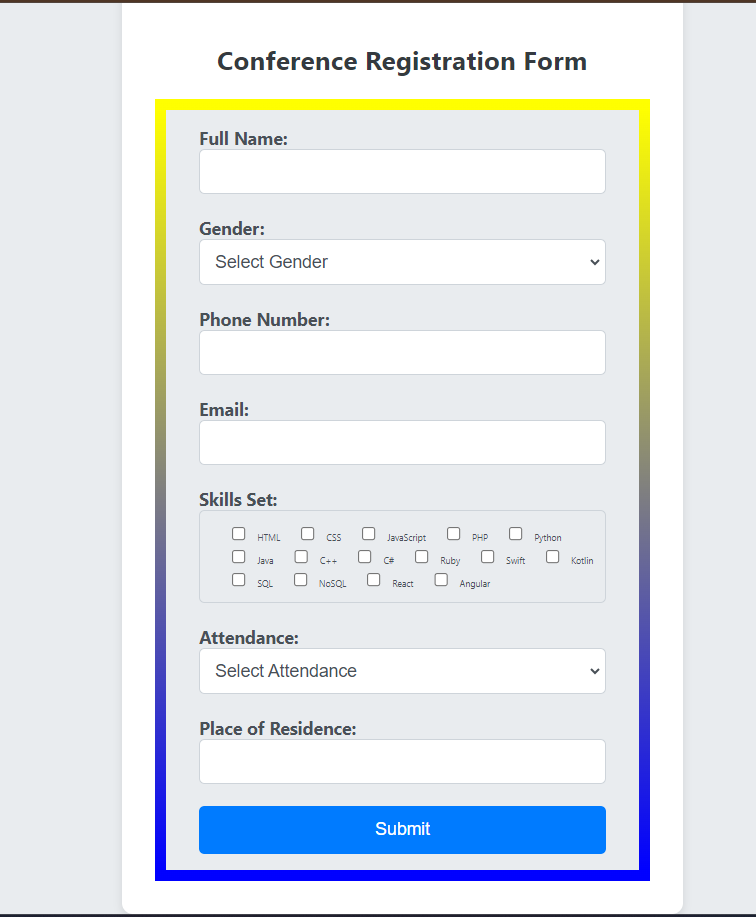 Conference Registration Form
Full Name:
Gender:
Select Gender
Phone Number:
Email:
Skills Set:
HTML CSS JavaScript PHP Python
Java C++ C# Ruby Swift Kotlin
SQL NoSQL React Angular
Attendance:
Select Attendance
Place of Residence:
Submit